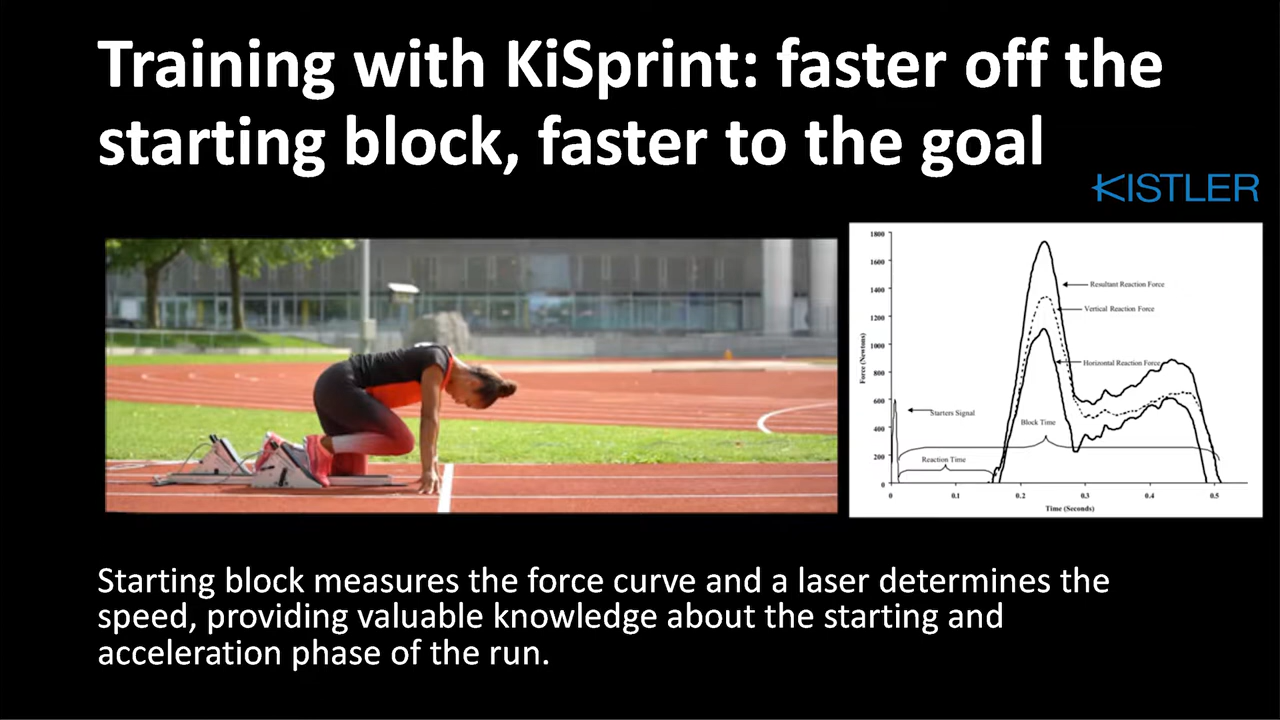 Training with KiSprint: faster off the
starting block, faster to the goal
KISTLER
1800
1600
1400
1200
1000
800
600
400
200
0
Force (Newtons)
Resultant Reaction Force
Vertical Reaction Force
Horizontal Reaction Force
Starters Signal
Block Time
Reaction Time
0 0.1 0.2 0.3 0.4 0.5
Time (Seconds)
Starting block measures the force curve and a laser determines the
speed, providing valuable knowledge about the starting and
acceleration phase of the run.